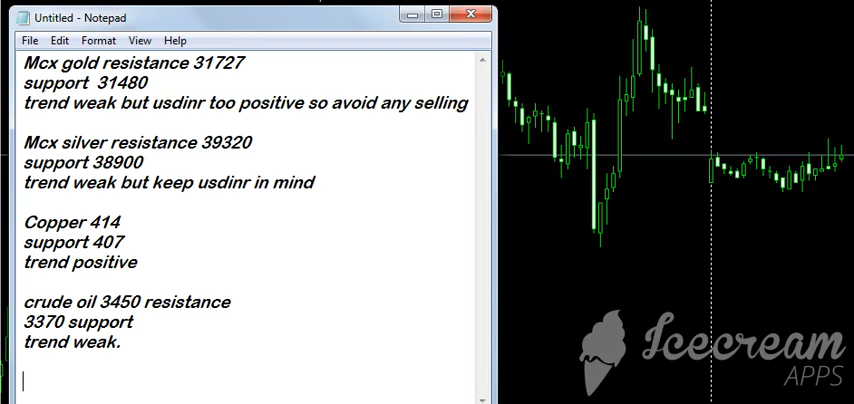 Untitled - Notepad
File Edit Format View Help
Mcx gold resistance 31727
support 31480
trend weak but usdinr too positive so avoid any selling
Mcx silver resistance 39320
support 38900
trend weak but keep usdinr in mind
Copper 414
support 407
trend positive
crude oil 3450 resistance
3370 support
trend weak.
Icecream
APPS